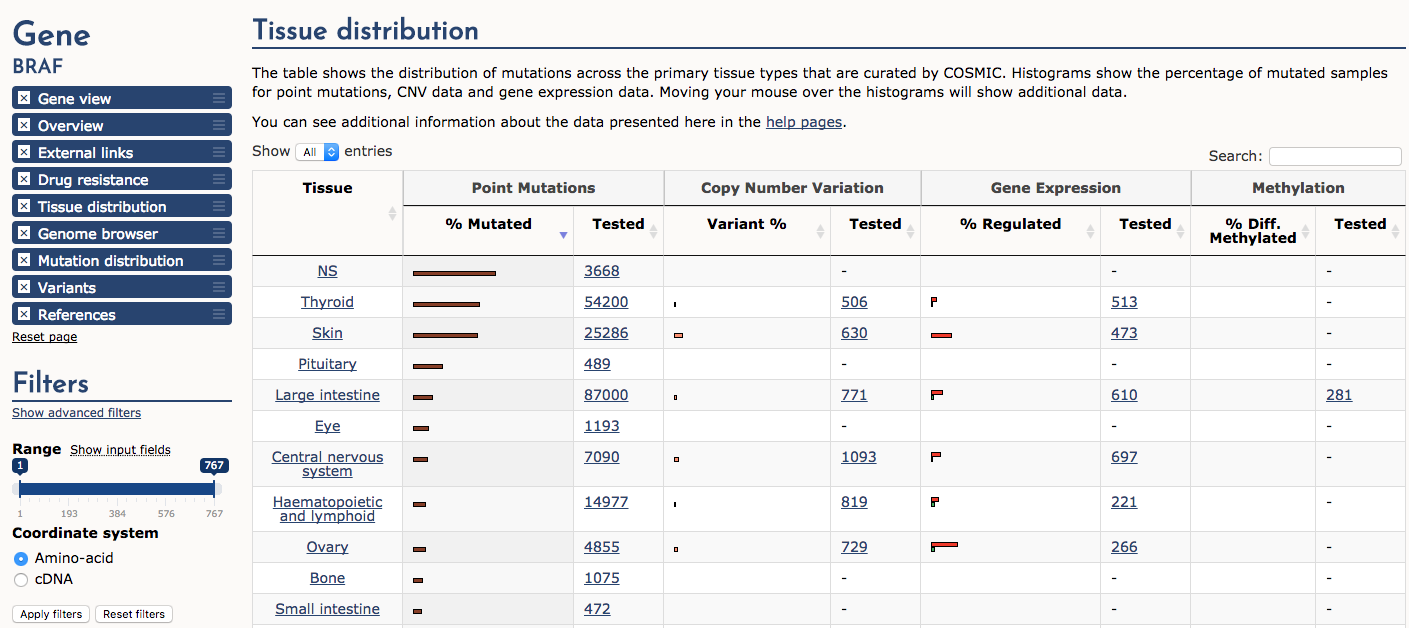 Gene
BRAF
Gene view
Overview
External links
Drug resistance
Tissue distribution
Genome browser
Mutation distribution
Variants
References
Reset page
Filters
Show advanced filters
Range Show input fields
1 767
1 193 384 576 767
Coordinate system
Amino-acid
cDNA
Apply filters Reset filters
Tissue distribution
The table shows the distribution of mutations across the primary tissue types that are curated by COSMIC. Histograms show the percentage of mutated samples
for point mutations, CNV data and gene expression data. Moving your mouse over the histograms will show additional data.
You can see additional information about the data presented here in the help pages.
Show All entries
Search:
Tissue Point Mutations Copy Number Variation Gene Expression Methylation
% Mutated Tested Variant % Tested % Regulated Tested % Diff. Tested
Methylated
NS 3668 - - -
Thyroid 54200 506 513 -
Skin 25286 630 473 -
Pituitary 489 - - -
Large intestine 87000 771 610 281
Eye 1193 - - -
Central nervous 7090 1093 697 -
system
Haematopoietic 14977 819 221 -
and lymphoid
Ovary 4855 729 266 -
Bone 1075 - - -
Small intestine 472 - - -